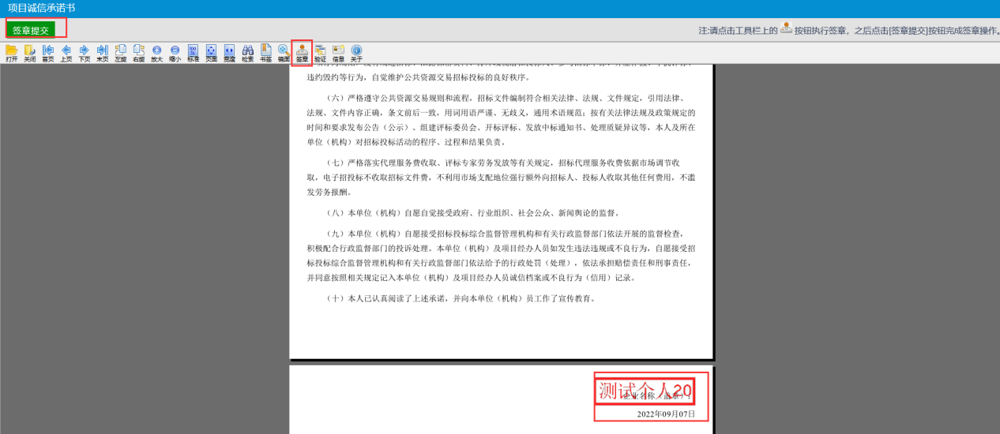 项目诚信承诺书
签章提交
注:请点击工具栏上的 按钮执行签章，之后点击[签章提交]按钮完成签章操作。
打开 关闭 首页 上页 下页 末页 左旋 右旋 放大 缩小 标准 页面 宽度 检索 书签 镜面 签章 验证 信息 关于
违约毁约等行为，自觉维护公共资源交易招标投标的良好秩序。
（六）严格遵守公共资源交易规则和流程，招标文件编制符合相关法律、法规、文件规定，引用法律、
法规、文件内容正确，条文前后一致，用词用语严谨、无歧义，通用术语规范；按有关法律法规及政策规定的
时间和要求发布公告（公示）、组建评标委员会、开标评标、发放中标通知书、处理质疑异议等，本人及所在
单位（机构）对招标投标活动的程序、过程和结果负责。
（七）严格落实代理服务费收取、评标专家劳务发放等有关规定，招标代理服务收费依据市场调节收
取，电子招投标不收取招标文件费，不利用市场支配地位强行额外向招标人、投标人收取其他任何费用，不滥
发劳务报酬。
（八）本单位（机构）自愿自觉接受政府、行业组织、社会公众、新闻舆论的监督。
（九）本单位（机构）自愿接受招标投标综合监督管理机构和有关行政监督部门依法开展的监督检查，
积极配合行政监督部门的投诉处理。本单位（机构）及项目经办人员如发生违法违规或不良行为，自愿接受招
标投标综合监督管理机构和有关行政监督部门依法给予的行政处罚（处理），依法承担赔偿责任和刑事责任，
并同意按照相关规定记入本单位（机构）及项目经办人员诚信档案或不良行为（信用）记录。
（十）本人已认真阅读了上述承诺，并向本单位（机构）员工作了宣传教育。
测试个人20
企业名称（盖章）：
2022年09月07日